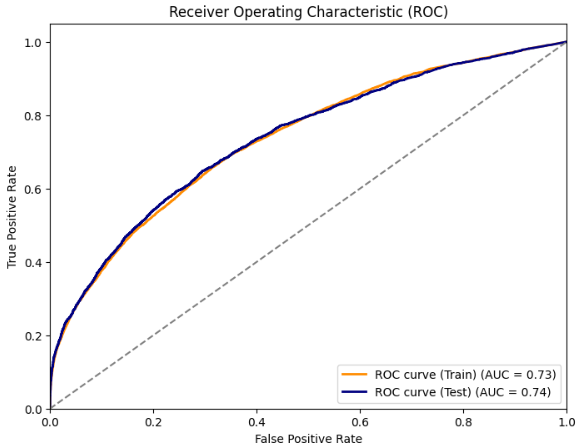 Receiver Operating Characteristic (ROC)
1.0
0.8
0.6
0.4
0.2
0.0
True Positive Rate
ROC curve (Train) (AUC = 0.73)
ROC curve (Test) (AUC = 0.74)
0.0 0.2 0.4 0.6 0.8 1.0
False Positive Rate